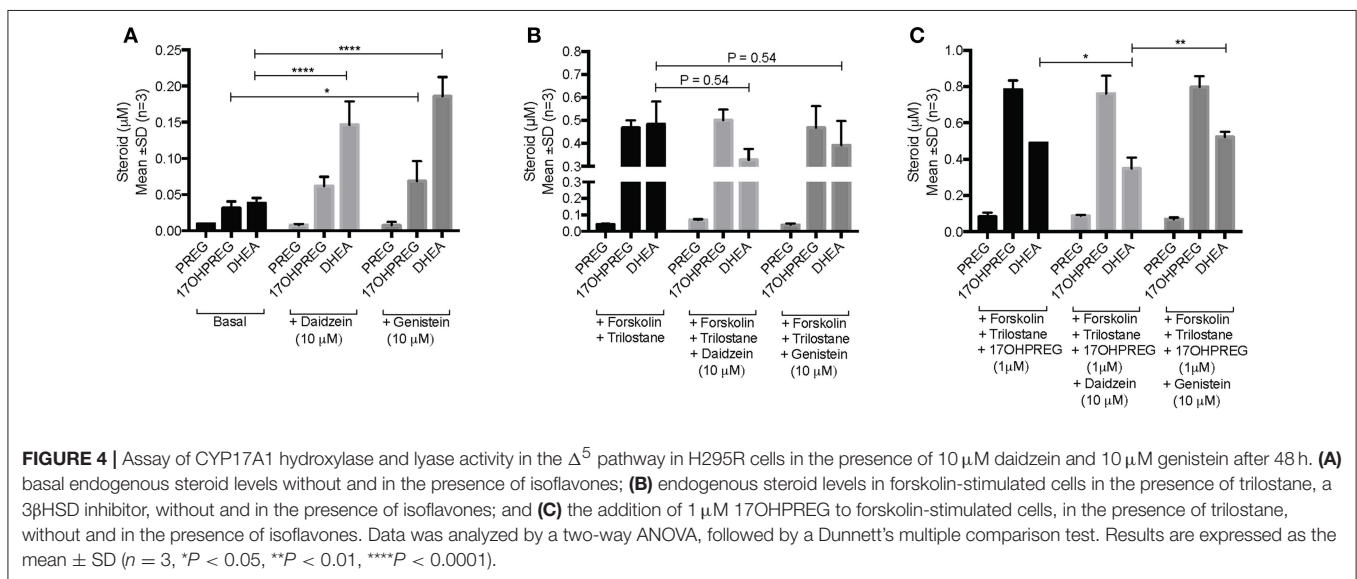 A
Steroid (μM)
Mean ±SD (n=3)
0.25
0.20
0.15
0.10
0.05
0.00
****
****
*
PREG
17OHPREG
DHEA
PREG
17OHPREG
DHEA
PREG
17OHPREG
DHEA
Basal
+ Daidzein
(10 μM)
+ Genistein
(10 μM)
B
Steroid (μM)
Mean ±SD (n=3)
0.8
0.7
0.6
0.5
0.4
0.3
0.3
0.2
0.1
0.0
P = 0.54
P = 0.54
PREG
17OHPREG
DHEA
PREG
17OHPREG
DHEA
PREG
17OHPREG
DHEA
+ Forskolin
+ Trilostane
+ Forskolin
+ Trilostane
+ Daidzein
(10 μM)
+ Forskolin
+ Trilostane
+ Genistein
(10 μM)
C
Steroid (μM)
Mean ±SD (n=3)
1.0
0.8
0.6
0.4
0.2
0.0
*
**
PREG
17OHPREG
DHEA
PREG
17OHPREG
DHEA
PREG
17OHPREG
DHEA
+ Forskolin
+ Trilostane
+ 17OHPREG
(1μM)
+ Forskolin
+ Trilostane
+ 17OHPREG
(1μM)
+ Daidzein
(10 μM)
+ Forskolin
+ Trilostane
+ 17OHPREG
(1μM)
+ Genistein
(10 μM)
FIGURE 4 | Assay of CYP17A1 hydroxylase and lyase activity in the Δ⁵ pathway in H295R cells in the presence of 10 μM daidzein and 10 μM genistein after 48 h. (A)
basal endogenous steroid levels without and in the presence of isoflavones; (B) endogenous steroid levels in forskolin-stimulated cells in the presence of trilostane, a
3βHSD inhibitor, without and in the presence of isoflavones; and (C) the addition of 1 μM 17OHPREG to forskolin-stimulated cells, in the presence of trilostane,
without and in the presence of isoflavones. Data was analyzed by a two-way ANOVA, followed by a Dunnett's multiple comparison test. Results are expressed as the
mean ± SD (n = 3, *P < 0.05, **P < 0.01, ****P < 0.0001).